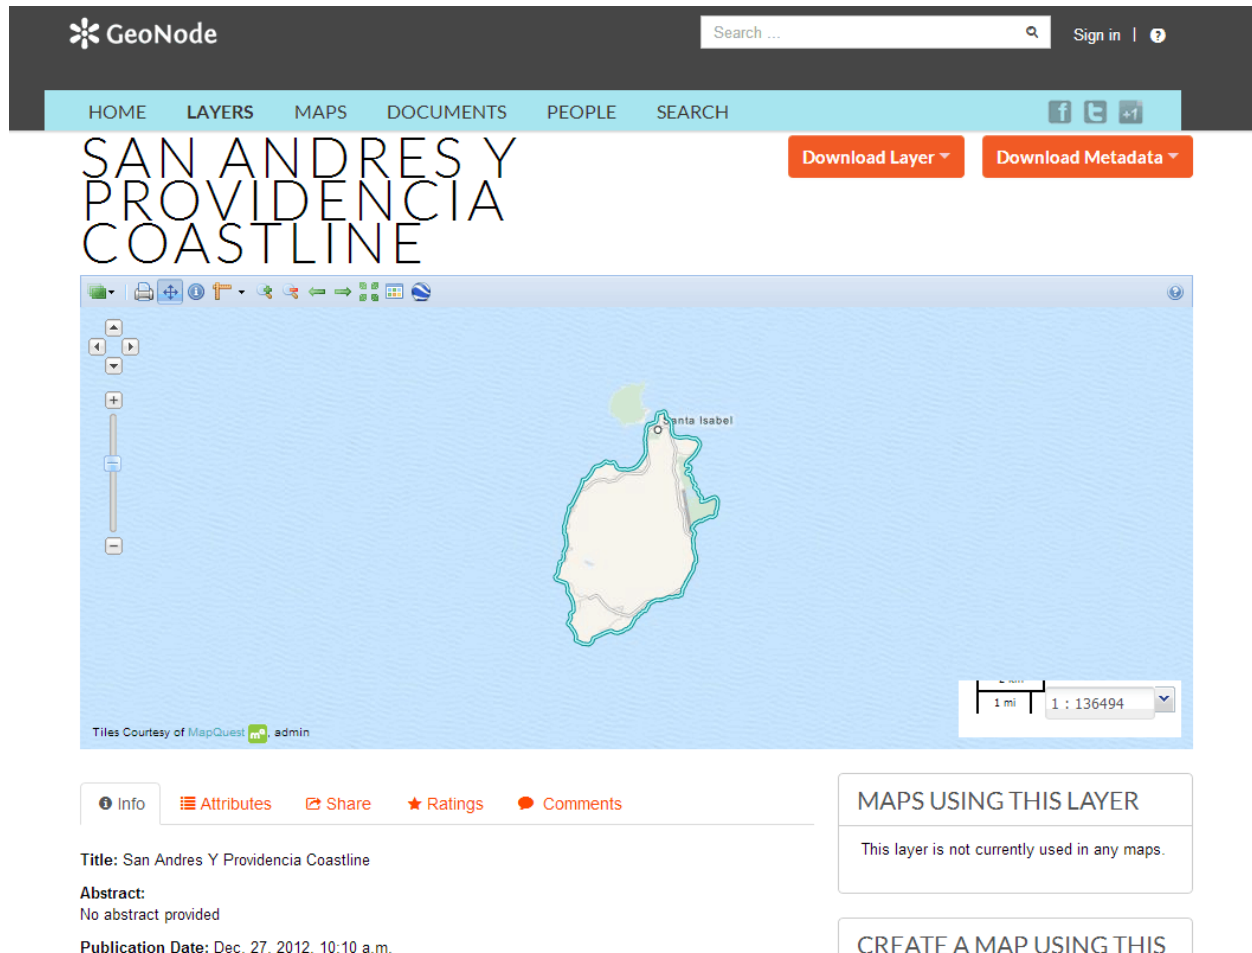 GeoNode
Search ...
Sign in |
HOME LAYERS MAPS DOCUMENTS PEOPLE SEARCH
f t +1
SAN ANDRES Y
PROVIDENCIA
COASTLINE
Download Layer
Download Metadata
Santa Isabel
1 mi
1 : 136494
Tiles Courtesy of MapQuest mq, admin
Info Attributes Share Ratings Comments
Title: San Andres Y Providencia Coastline
Abstract:
No abstract provided
Publication Date: Dec. 27, 2012, 10:10 a.m.
MAPS USING THIS LAYER
This layer is not currently used in any maps.
CREATE A MAP USING THIS